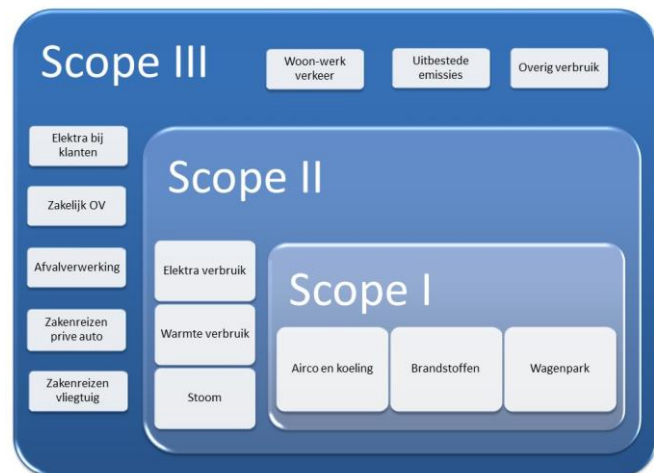 Scope III
Woon-werk
verkeer
Uitbestede
emissies
Overig verbruik
Elektra bij
klanten
Zakelijk OV
Afvalverwerking
Zakenreizen
prive auto
Zakenreizen
vliegtuig
Scope II
Elektra verbruik
Warmte verbruik
Stoom
Scope I
Airco en koeling
Brandstoffen
Wagenpark